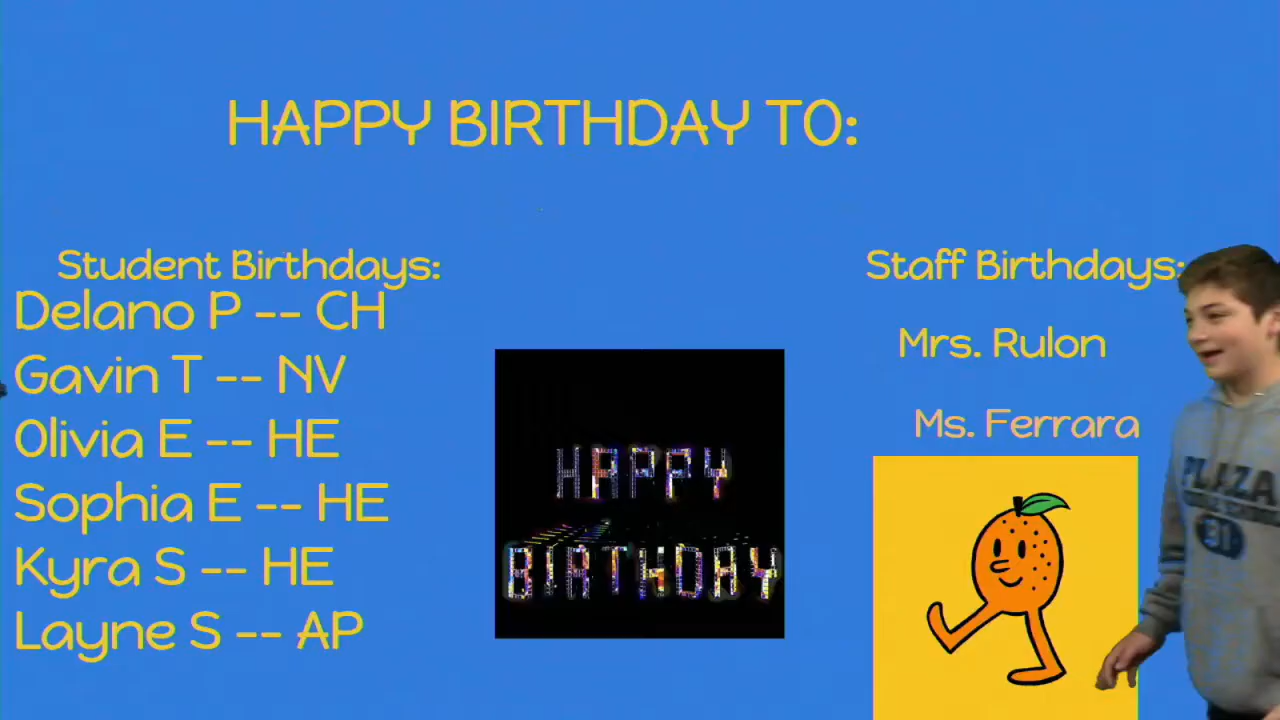 HAPPY BIRTHDAY TO:
Student Birthdays:
Delano P -- CH
Gavin T -- NV
Olivia E -- HE
Sophia E -- HE
Kyra S -- HE
Layne S -- AP
HAPPY
BIRTHDAY
Staff Birthdays:
Mrs. Rulon
Ms. Ferrara
PLAZA